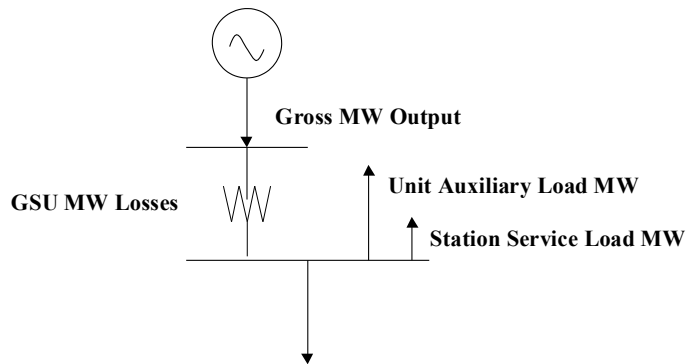 Gross MW Output
GSU MW Losses
Unit Auxiliary Load MW
Station Service Load MW